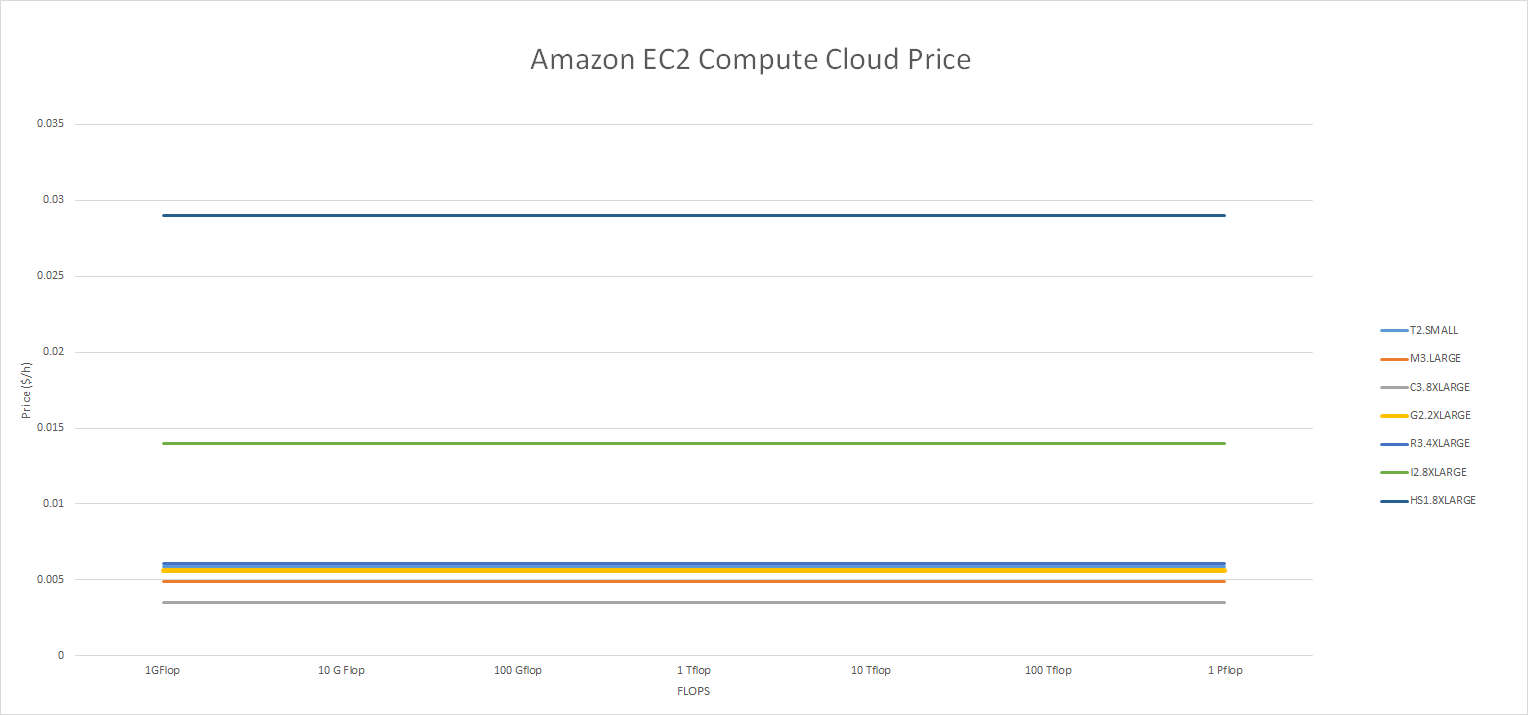 Amazon EC2 Compute Cloud Price
0.035
0.03
0.025
0.02
0.015
0.01
0.005
0
Price ($/h)
1GFlop
10 G Flop
100 Gflop
1 Tflop
10 Tflop
100 Tflop
1 Pflop
FLOPS
T2.SMALL
M3.LARGE
C3.8XLARGE
G2.2XLARGE
R3.4XLARGE
I2.8XLARGE
HS1.8XLARGE